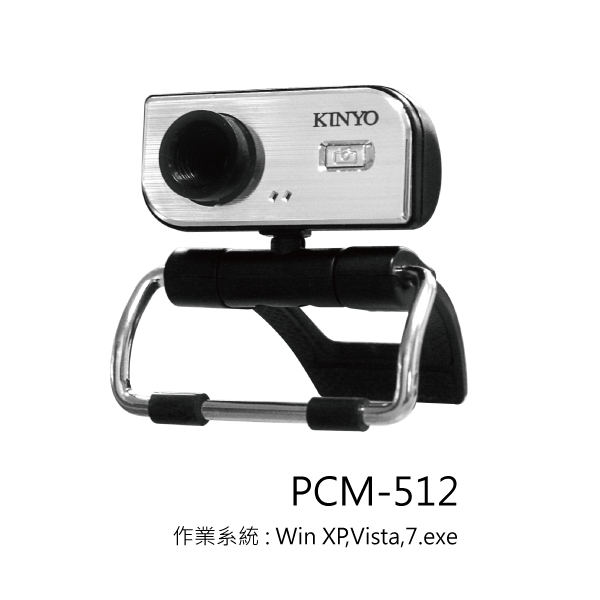 KINYO
PCM-512
作業系統 : Win XP,Vista,7.exe